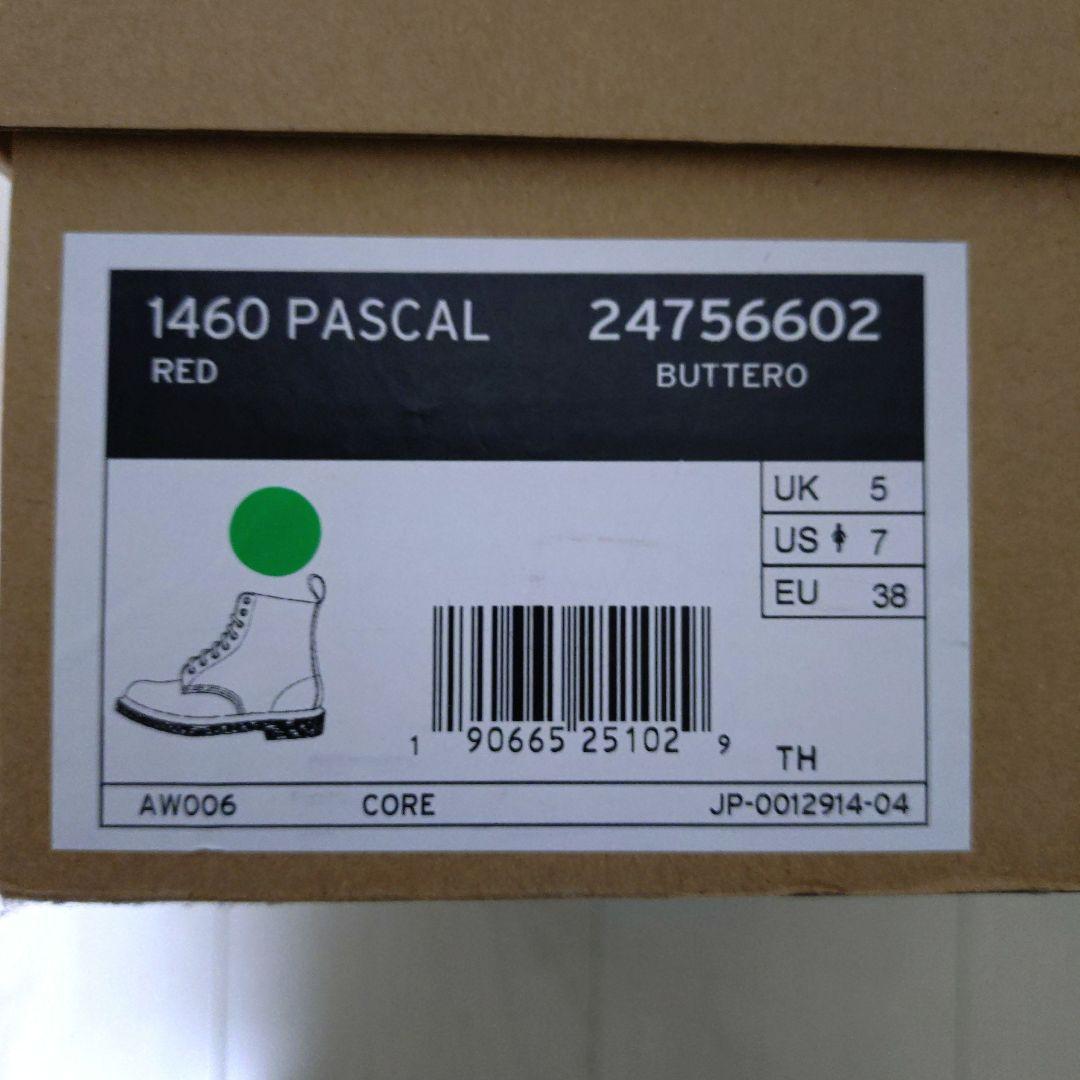 1460 PASCAL 24756602
RED BUTTERO
UK 5
US 7
EU 38
1 90665 25102 9
TH
AW006 CORE JP-0012914-04